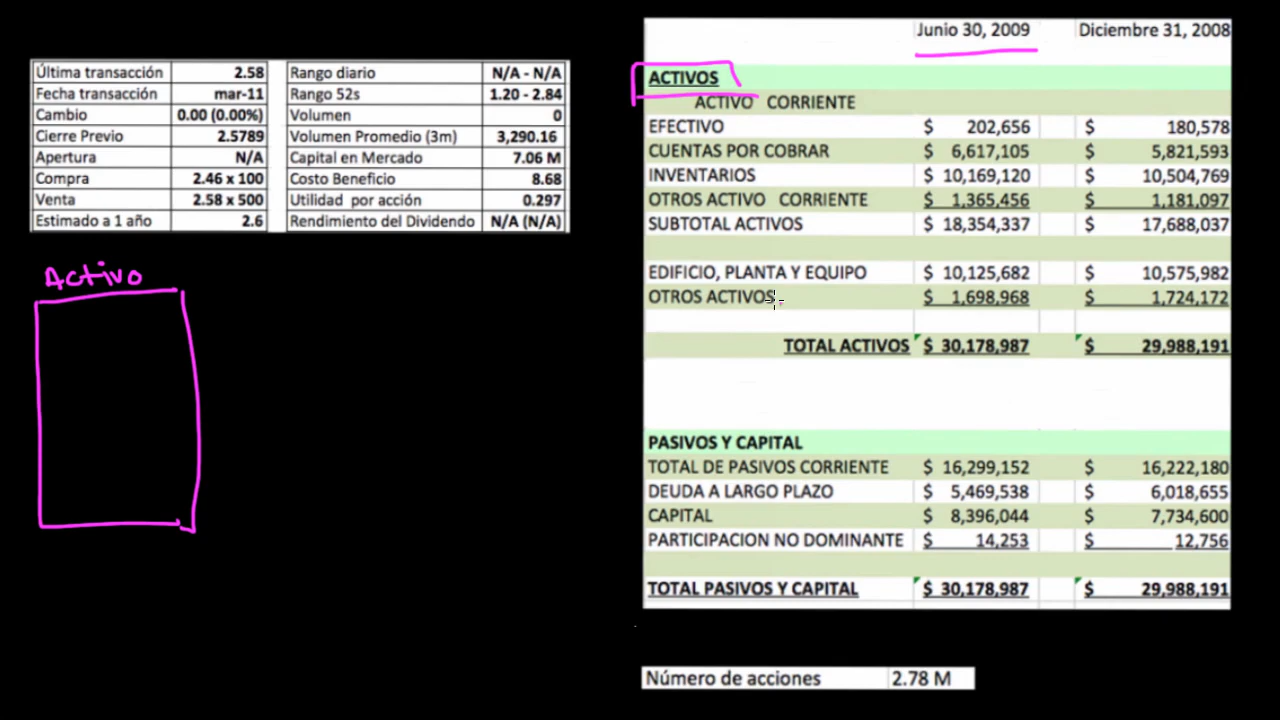 Última transacción 2.58 Rango diario N/A - N/A
Fecha transacción mar-11 Rango 52s 1.20 - 2.84
Cambio 0.00 (0.00%) Volumen 0
Cierre Previo 2.5789 Volumen Promedio (3m) 3,290.16
Apertura N/A Capital en Mercado 7.06 M
Compra 2.46 x 100 Costo Beneficio 8.68
Venta 2.58 x 500 Utilidad por acción 0.297
Estimado a 1 año 2.6 Rendimiento del Dividendo N/A (N/A)
Activo
Junio 30, 2009 Diciembre 31, 2008
ACTIVOS
ACTIVO CORRIENTE
EFECTIVO $ 202,656 $ 180,578
CUENTAS POR COBRAR $ 6,617,105 $ 5,821,593
INVENTARIOS $ 10,169,120 $ 10,504,769
OTROS ACTIVO CORRIENTE $ 1,365,456 $ 1,181,097
SUBTOTAL ACTIVOS $ 18,354,337 $ 17,688,037
EDIFICIO, PLANTA Y EQUIPO $ 10,125,682 $ 10,575,982
OTROS ACTIVOS $ 1,698,968 $ 1,724,172
TOTAL ACTIVOS $ 30,178,987 $ 29,988,191
PASIVOS Y CAPITAL
TOTAL DE PASIVOS CORRIENTE $ 16,299,152 $ 16,222,180
DEUDA A LARGO PLAZO $ 5,469,538 $ 6,018,655
CAPITAL $ 8,396,044 $ 7,734,600
PARTICIPACION NO DOMINANTE $ 14,253 $ 12,756
TOTAL PASIVOS Y CAPITAL $ 30,178,987 $ 29,988,191
Número de acciones 2.78 M